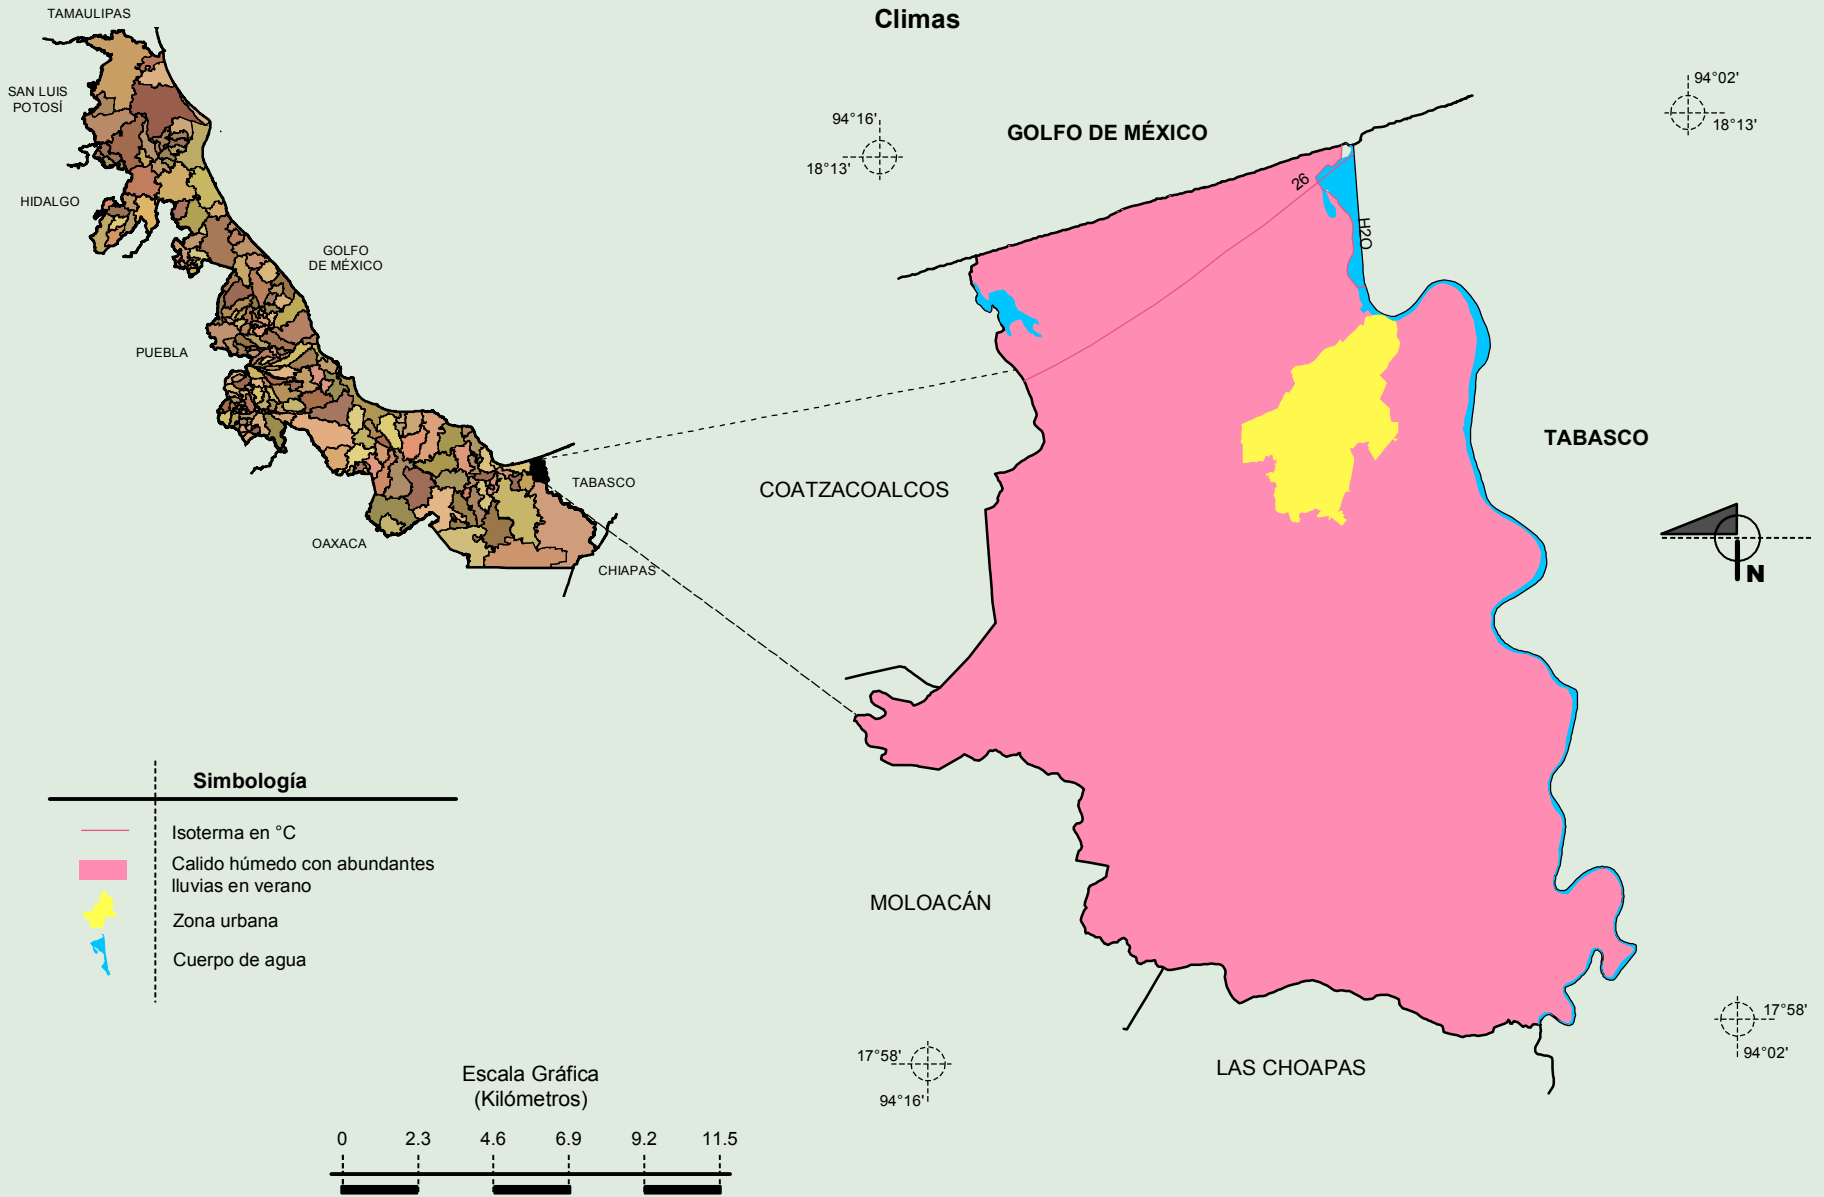 Climas
TAMAULIPAS
SAN LUIS
POTOSÍ
HIDALGO
GOLFO
DE MÉXICO
PUEBLA
TABASCO
OAXACA
CHIAPAS
94°16'
18°13'
GOLFO DE MÉXICO
94°02'
18°13'
26
H2O
TABASCO
COATZACOALCOS
N
MOLOACÁN
LAS CHOAPAS
17°58'
94°16'
17°58'
94°02'
Simbología
Isoterma en °C
Calido húmedo con abundantes
lluvias en verano
Zona urbana
Cuerpo de agua
Escala Gráfica
(Kilómetros)
0 2.3 4.6 6.9 9.2 11.5